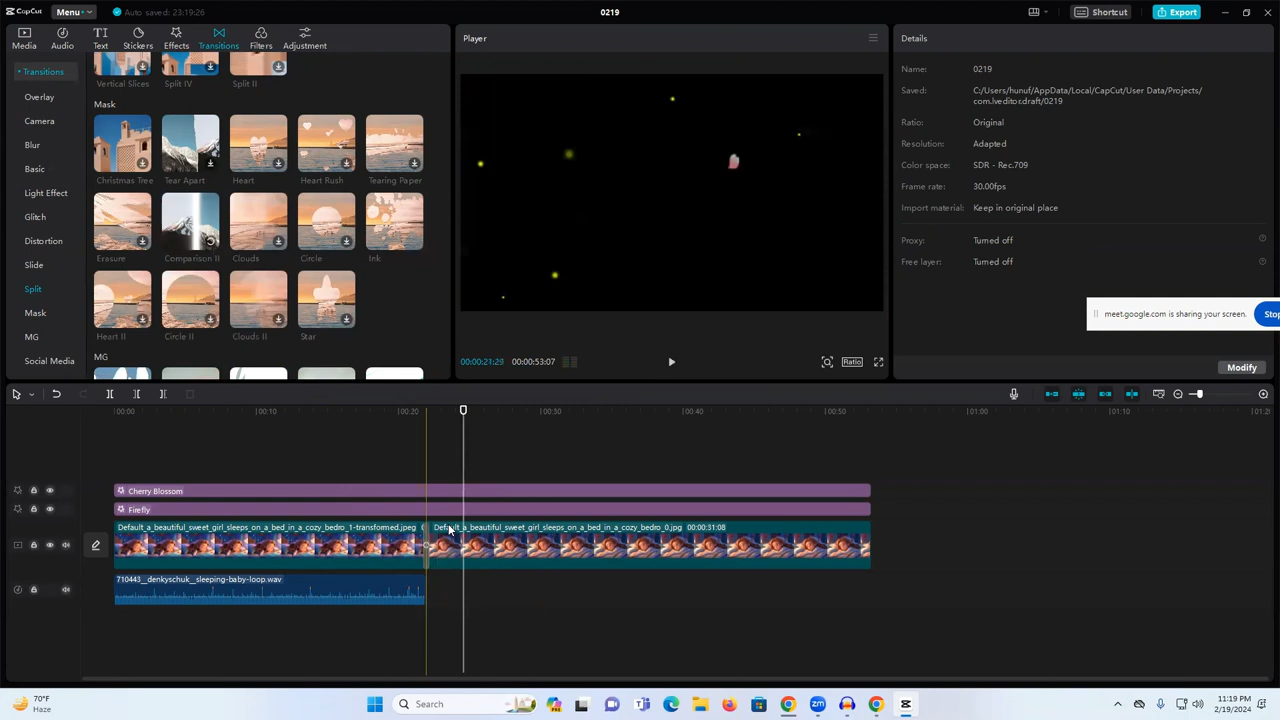 CapCut
Menu
Auto saved: 23:19:26
0219
Shortcut
Export
Media
Audio
Text
Stickers
Effects
Transitions
Filters
Adjustment
Player
Details
Transitions
Overlay
Camera
Blur
Basic
Light Effect
Glitch
Distortion
Slide
Split
Mask
MG
Social Media
Vertical Slices
Split IV
Split II
Mask
Christmas Tree
Tear Apart
Heart
Heart Rush
Tearing Paper
Erasure
Comparison II
Clouds
Circle
Ink
Heart II
Circle II
Clouds II
Star
MG
00:00:21:29
00:00:53:07
Ratio
Name:
0219
Saved:
C:/Users/hunuf/AppData/Local/CapCut/User Data/Projects/
com.lveditor.draft/0219
Ratio:
Original
Resolution:
Adapted
Color space:
SDR - Rec.709
Frame rate:
30.00fps
Import material:
Keep in original place
Proxy:
Turned off
Free layer:
Turned off
meet.google.com is sharing your screen.
Stop
Modify
00:00
00:10
00:20
00:30
00:40
00:50
01:00
01:10
01:20
Cherry Blossom
Firefly
Default_a_beautiful_sweet_girl_sleeps_on_a_bed_in_a_cozy_bedro_1-transformed.jpeg
Default_a_beautiful_sweet_girl_sleeps_on_a_bed_in_a_cozy_bedro_0.jpg
00:00:31:08
710443__denkyschuk__sleeping-baby-loop.wav
70°F
Haze
Search
11:19 PM
2/19/2024